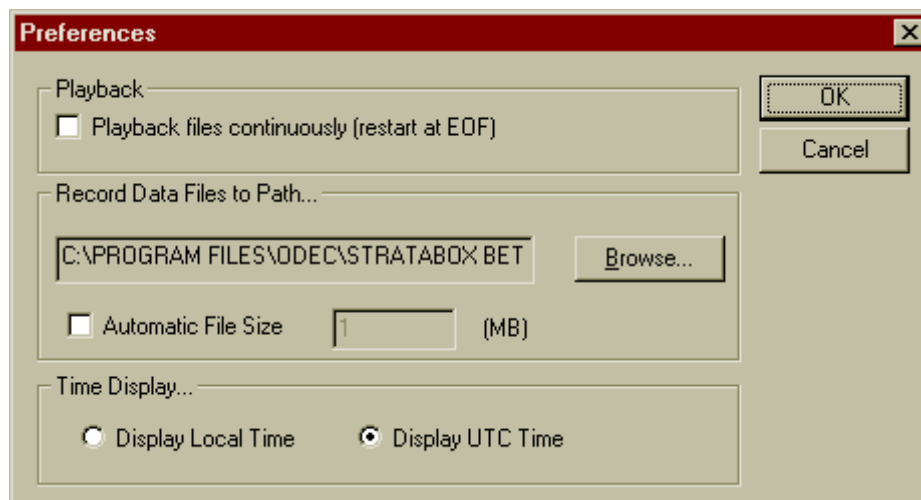 Preferences
Playback
Playback files continuously (restart at EOF)
OK
Cancel
Record Data Files to Path...
C:\PROGRAM FILES\ODEC\STRATABOX BET
Browse...
Automatic File Size
1
(MB)
Time Display...
Display Local Time
Display UTC Time